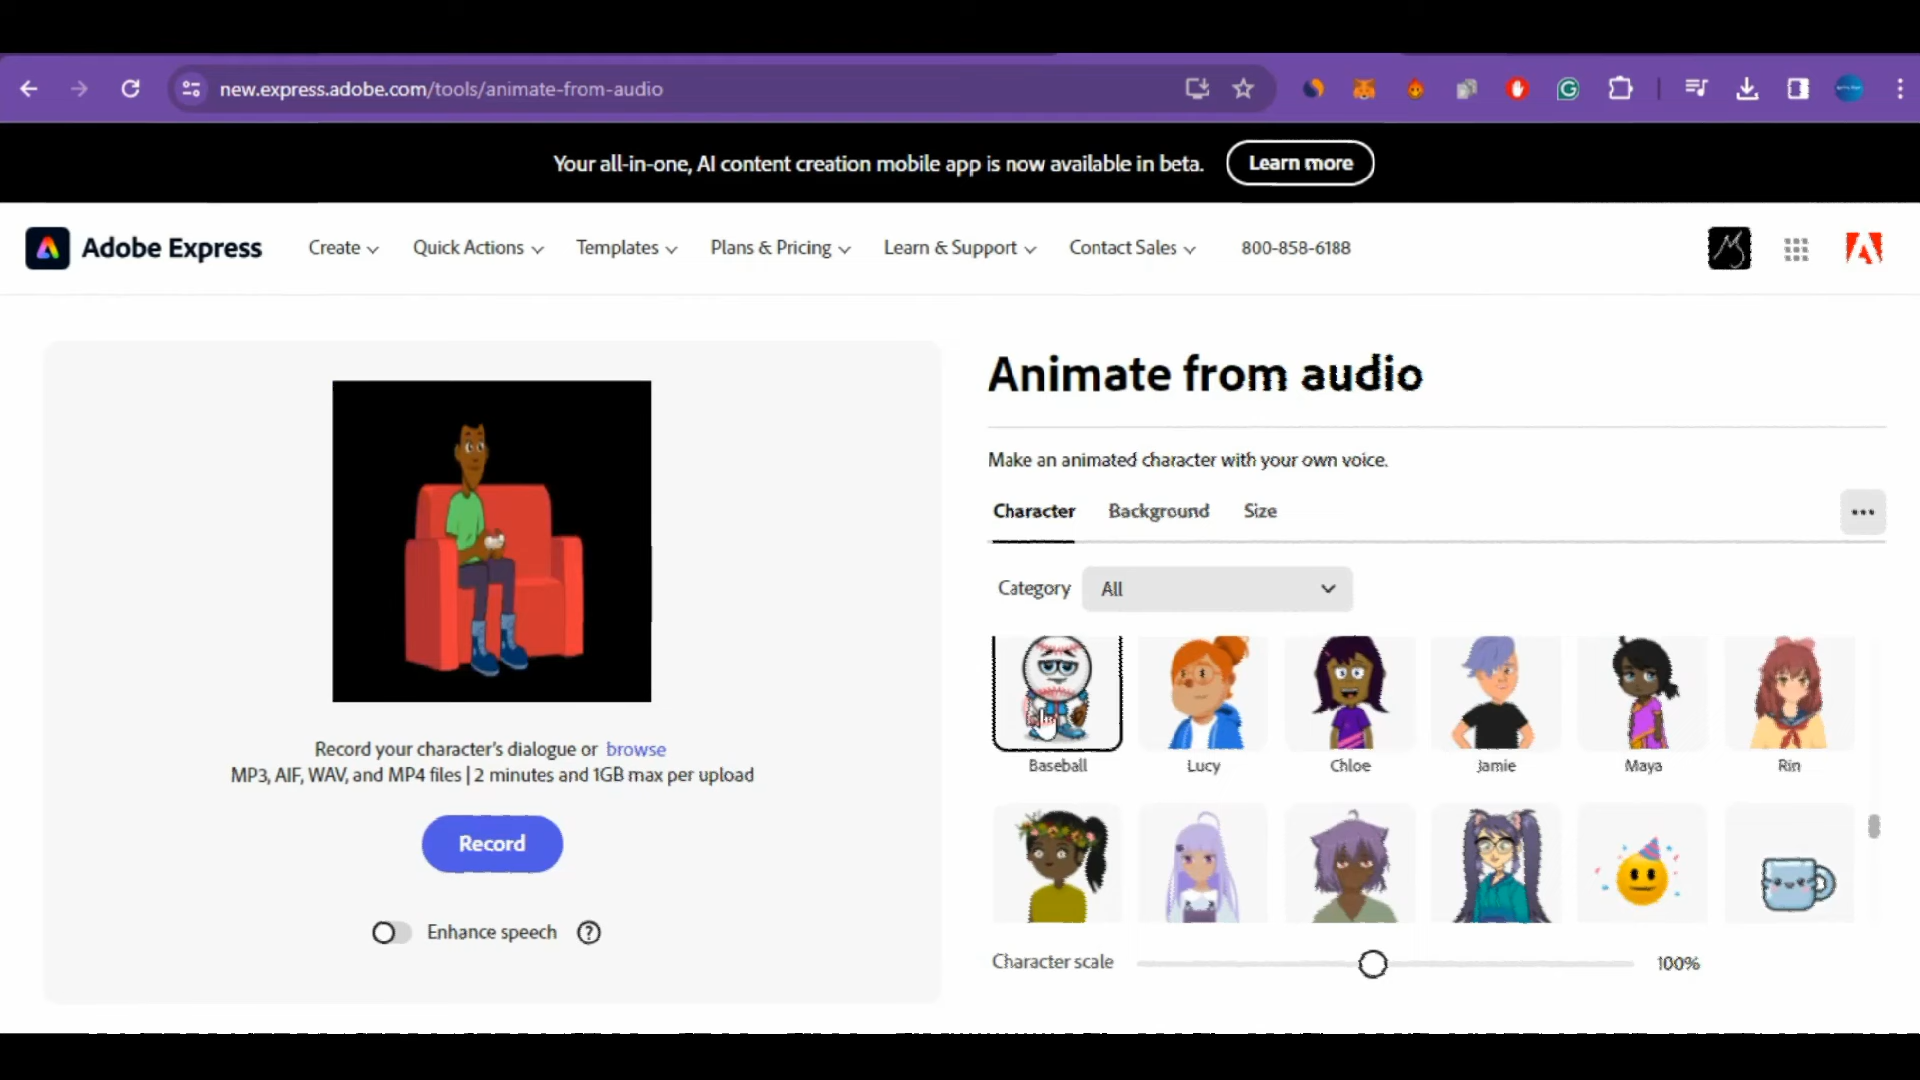 new.express.adobe.com/tools/animate-from-audio
Your all-in-one, AI content creation mobile app is now available in beta. Learn more
Adobe Express Create Quick Actions Templates Plans & Pricing Learn & Support Contact Sales 800-858-6188
Animate from audio
Make an animated character with your own voice.
Character Background Size
Category All
Baseball Lucy Chloe Jamie Maya Rin
Character scale 100%
Record your character's dialogue or browse
MP3, AIF, WAV, and MP4 files | 2 minutes and 1GB max per upload
Record
Enhance speech ?